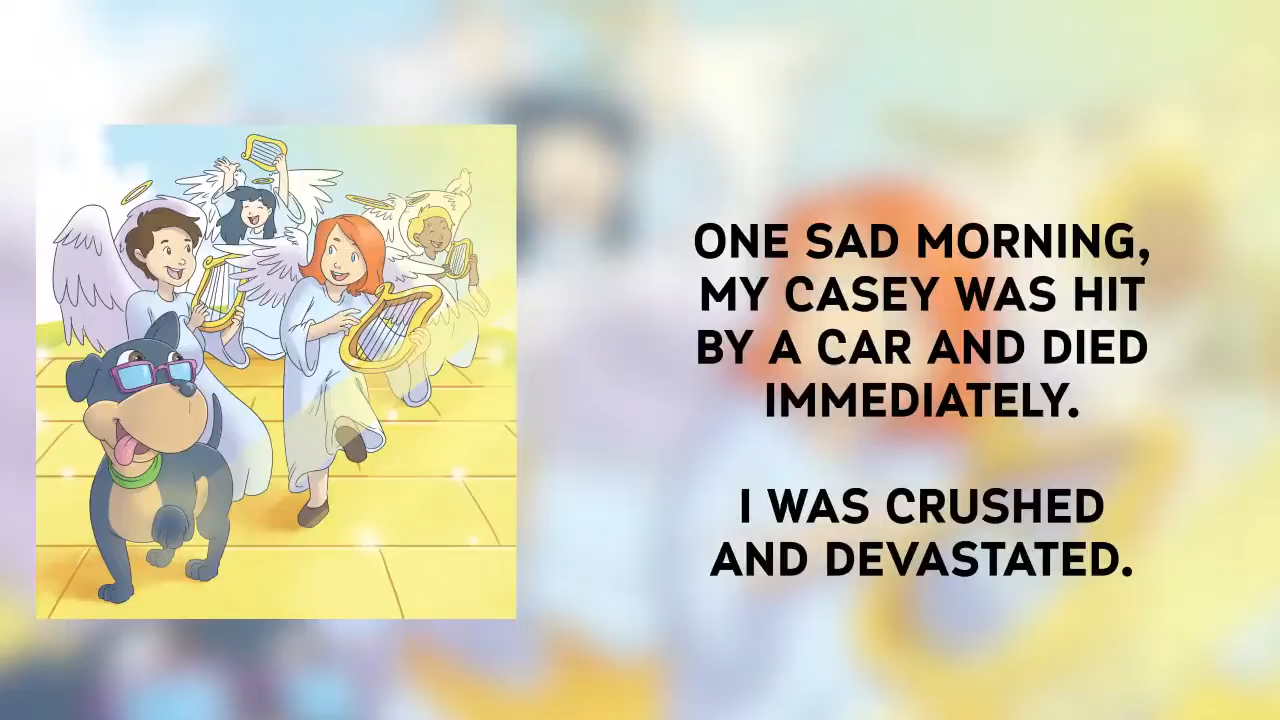 ONE SAD MORNING,
MY CASEY WAS HIT
BY A CAR AND DIED
IMMEDIATELY.
I WAS CRUSHED
AND DEVASTATED.